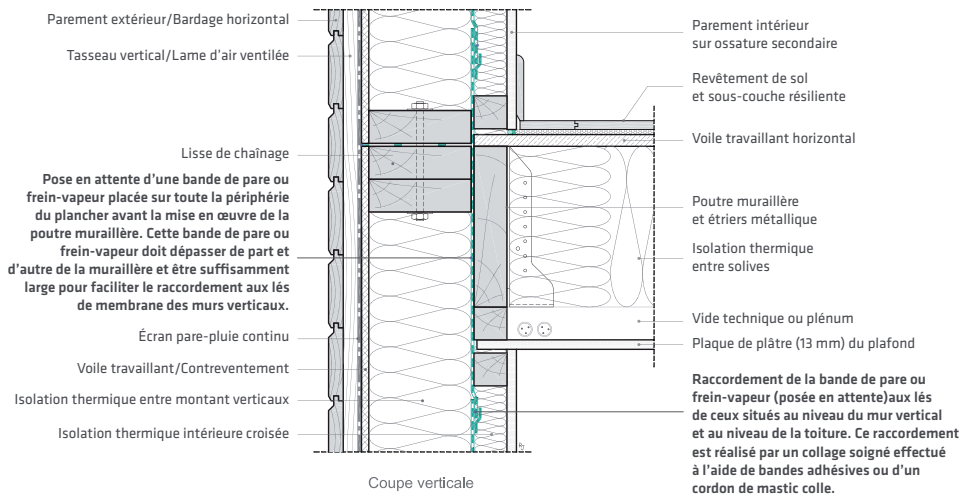 Parement extérieur/Bardage horizontal
Tasseau vertical/Lame d'air ventilée
Lisse de chaînage
Pose en attente d'une bande de pare ou
frein-vapeur placée sur toute la périphérie
du plancher avant la mise en œuvre de la
poutre muraillère. Cette bande de pare ou
frein-vapeur doit dépasser de part et
d'autre de la muraillère et être suffisamment
large pour faciliter le raccordement aux lés
de membrane des murs verticaux.
Écran pare-pluie continu
Voile travaillant/Contreventement
Isolation thermique entre montant verticaux
Isolation thermique intérieure croisée
Parement intérieur
sur ossature secondaire
Revêtement de sol
et sous-couche résiliente
Voile travaillant horizontal
Poutre muraillère
et étriers métallique
Isolation thermique
entre solives
Vide technique ou plénum
Plaque de plâtre (13 mm) du plafond
Raccordement de la bande de pare ou
frein-vapeur (posée en attente)aux lés
de ceux situés au niveau du mur vertical
et au niveau de la toiture. Ce raccordement
est réalisé par un collage soigné effectué
à l'aide de bandes adhésives ou d'un
cordon de mastic colle.
Coupe verticale